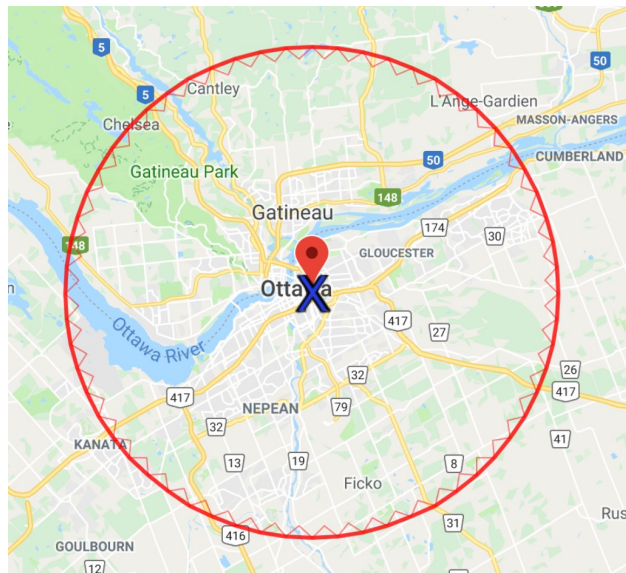 5
50
Cantley
5
L'Ange-Gardien
MASSON-ANGERS
Chelsea
50
CUMBERLAND
Gatineau Park
148
Gatineau
174
30
148
GLOUCESTER
Ottawa
X
417
27
Ottawa River
32
26
417
417
NEPEAN
79
32
41
KANATA
13
19
8
Ficko
Rus
31
416
GOULBOURN
12